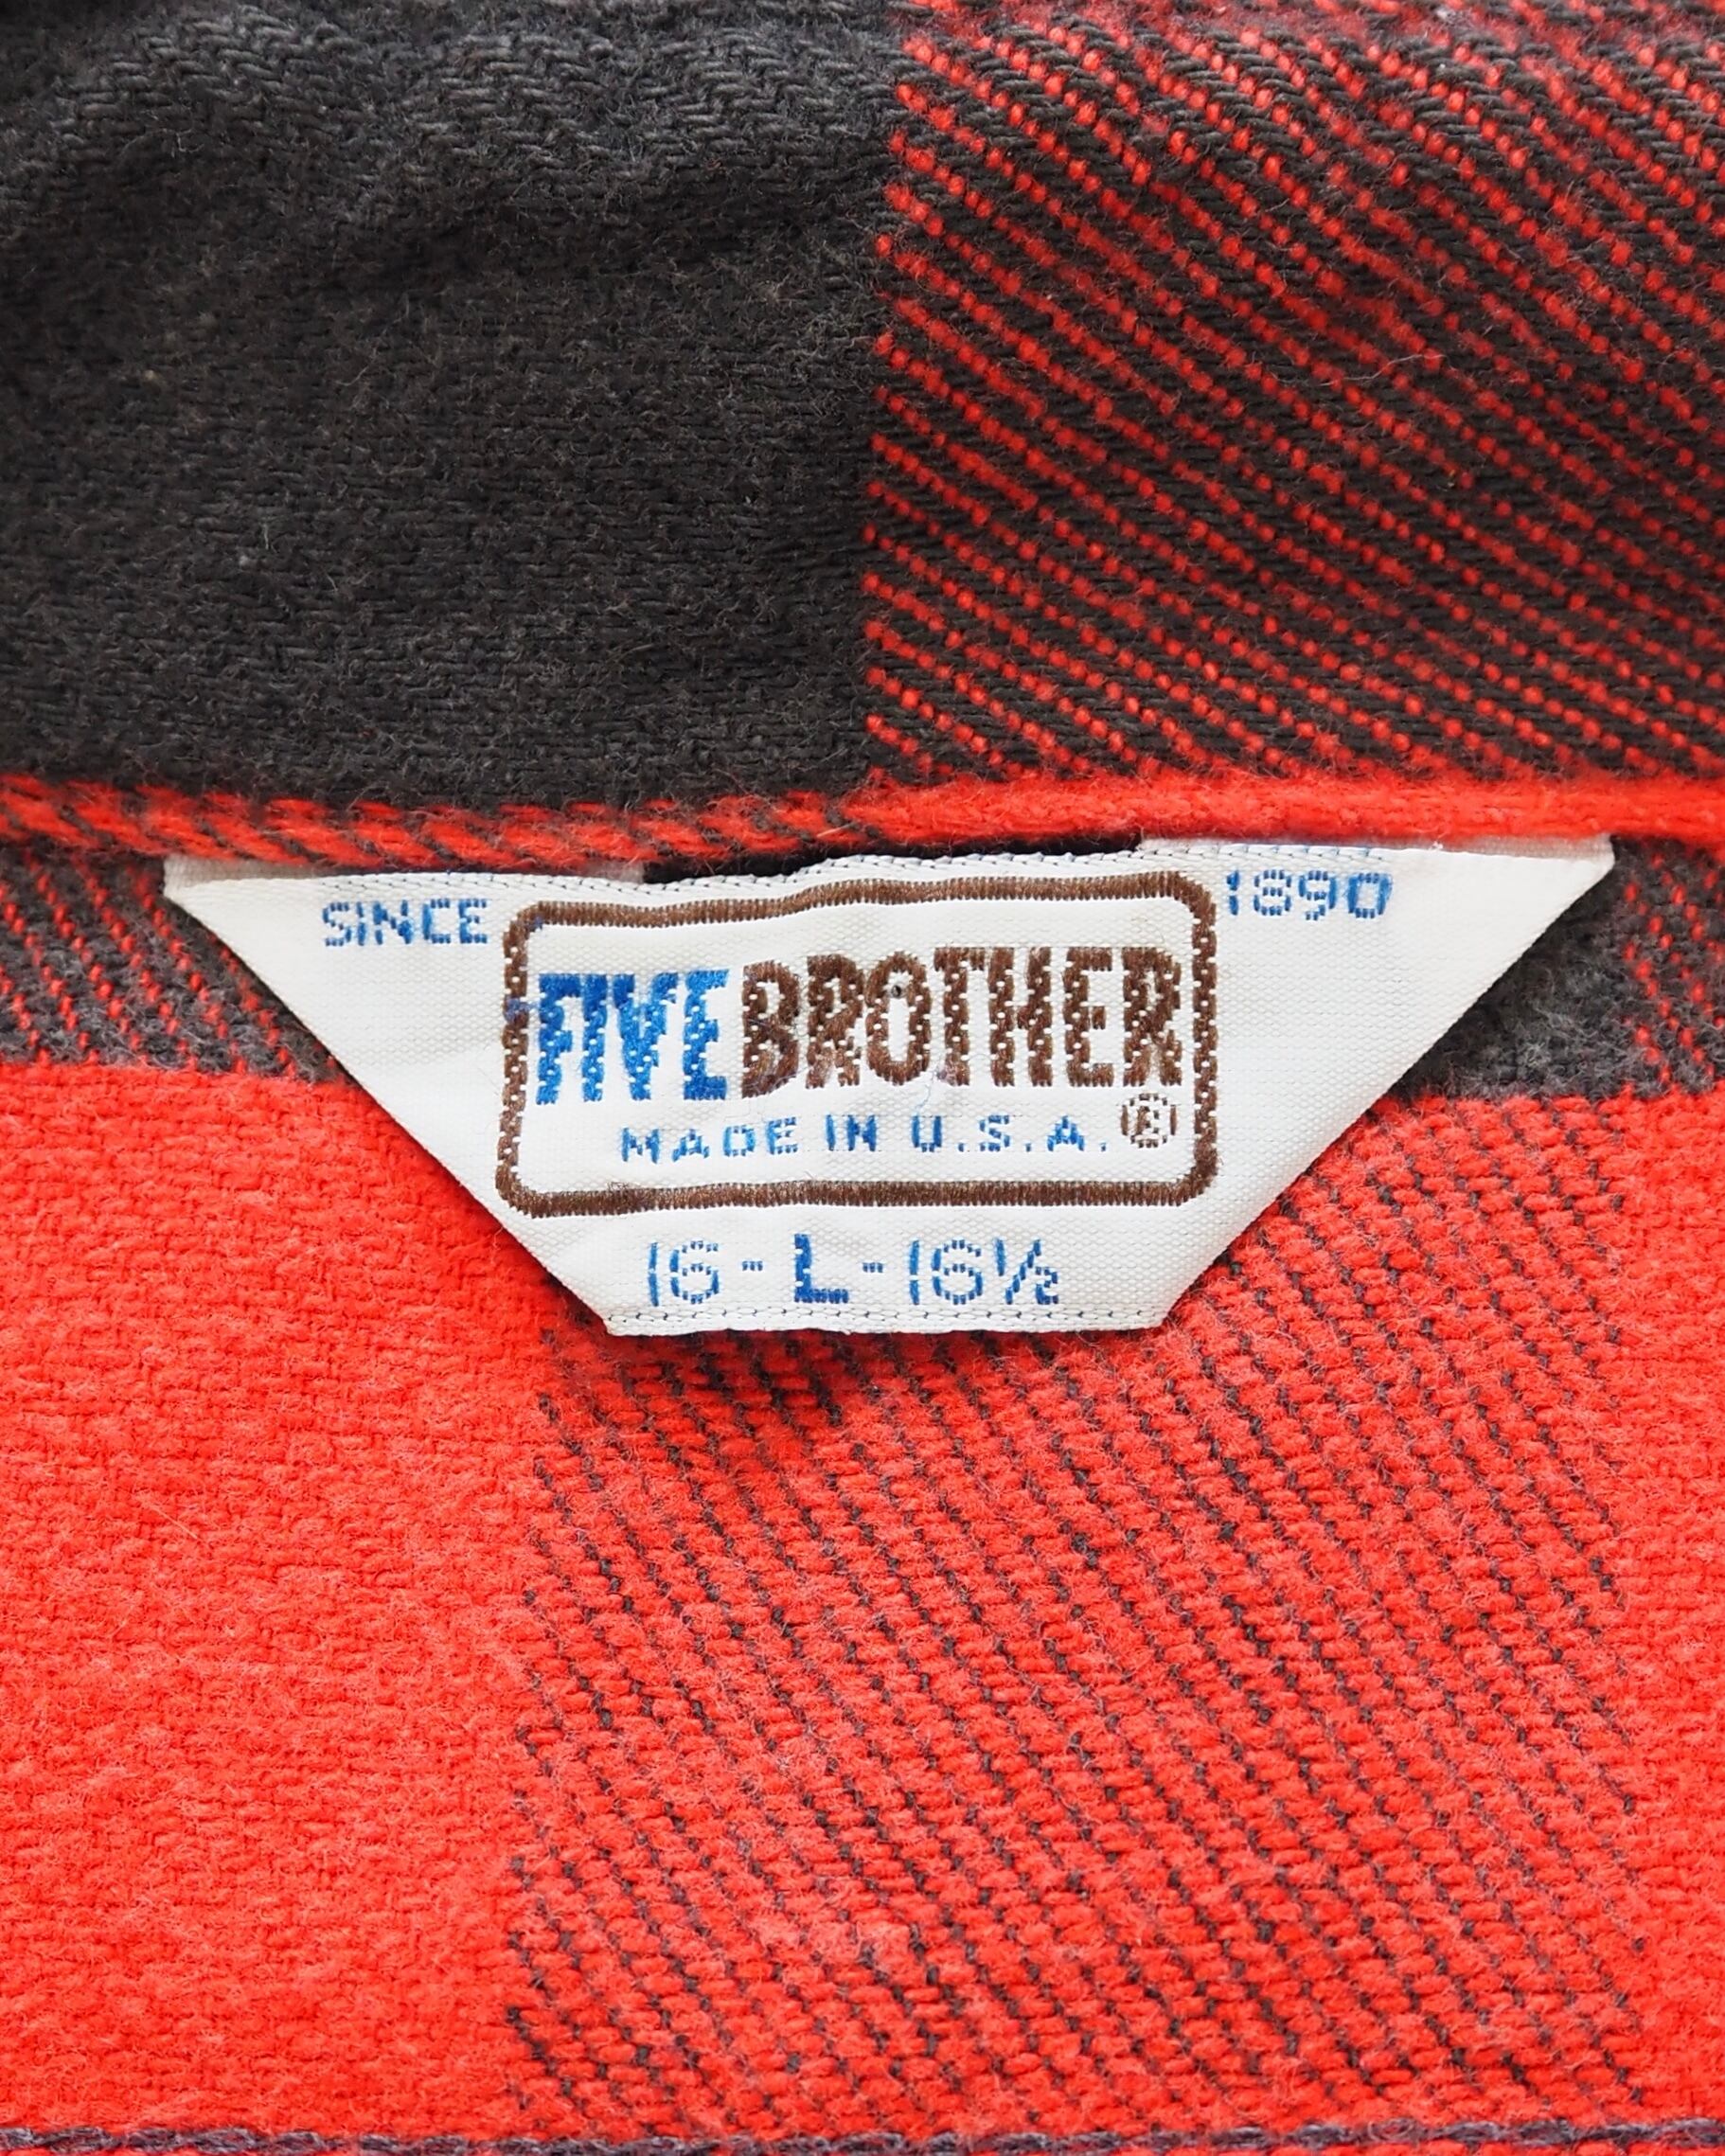 SINCE 1890
FIVE BROTHER
MADE IN U.S.A. ®
16-L-16½